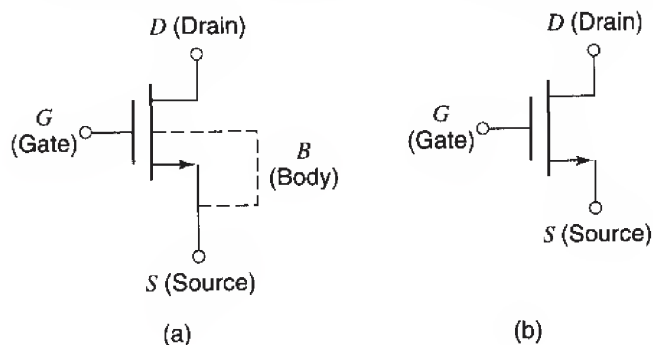 D (Drain)
G
(Gate)
B
(Body)
S (Source)
(a)
D (Drain)
G
(Gate)
S (Source)
(b)